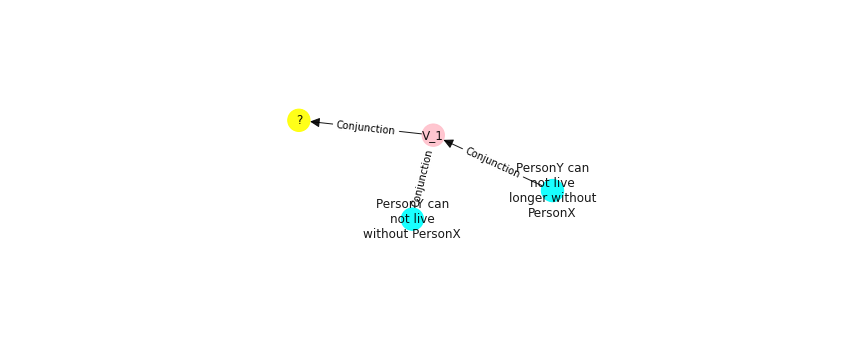 ?
Conjunction
V_1
Conjunction
Conjunction
PersonY can
not live
longer without
PersonX
PersonY can
not live
without PersonX